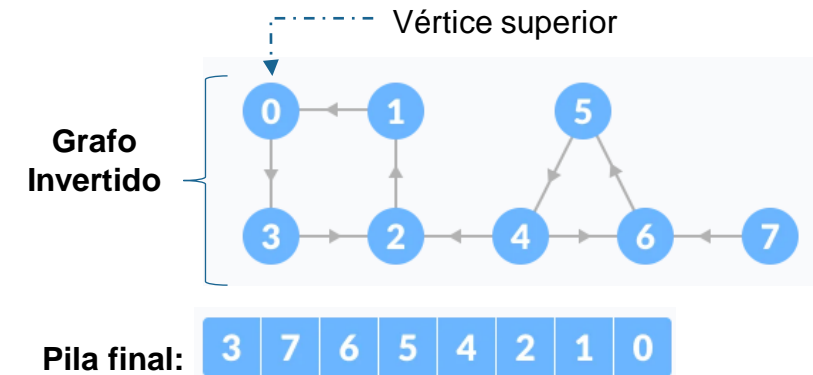 Vértice superior
0 1 5
Grafo
Invertido
3 2 4 6 7
Pila final: 3 7 6 5 4 2 1 0